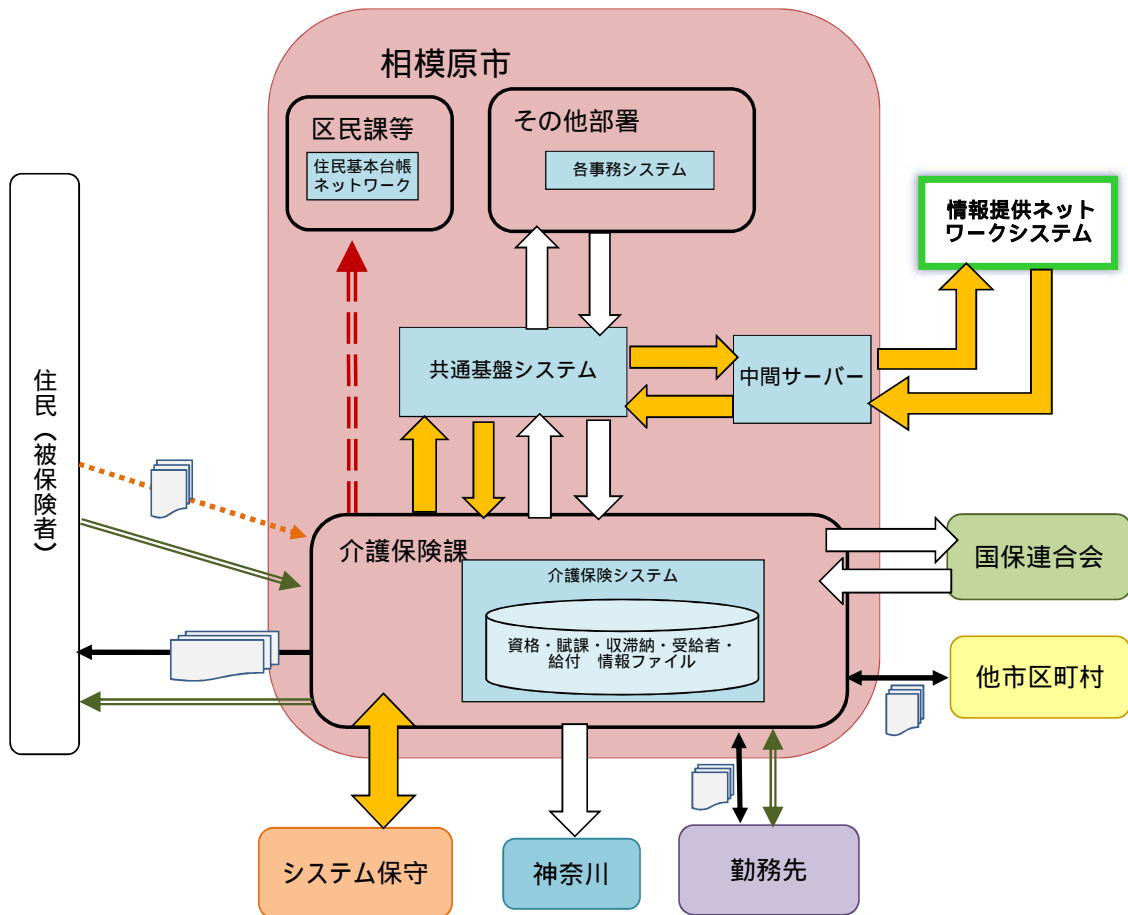 相模原市
区民課等
住民基本台帳
ネットワーク
その他部署
各事務システム
情報提供ネット
ワークシステム
共通基盤システム
中間サーバー
住民（被保険者）
介護保険課
介護保険システム
資格・賦課・収滞納・受給者・
給付　情報ファイル
国保連合会
他市区町村
システム保守
神奈川
勤務先